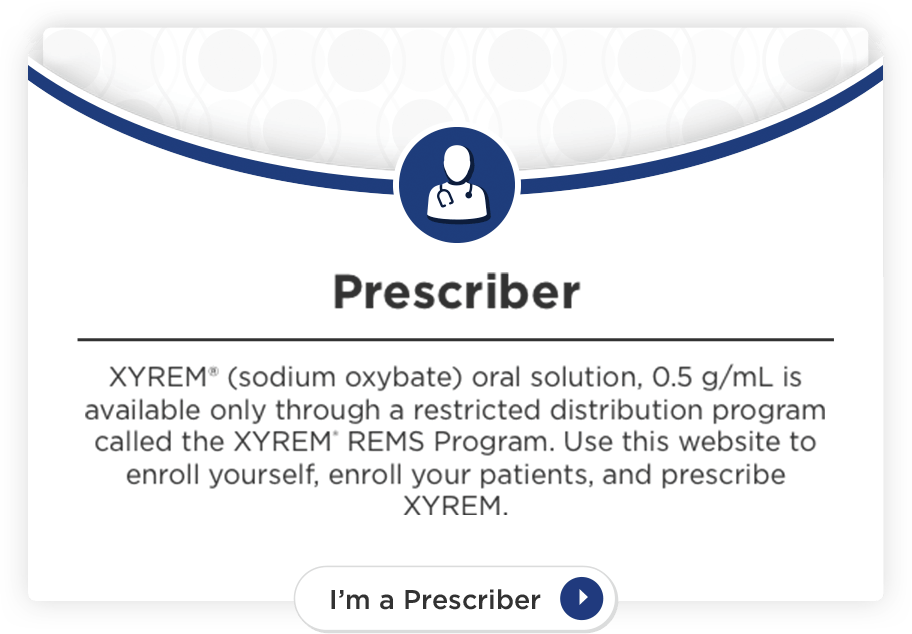 Prescriber
XYREM® (sodium oxybate) oral solution, 0.5 g/mL is
available only through a restricted distribution program
called the XYREM® REMS Program. Use this website to
enroll yourself, enroll your patients, and prescribe
XYREM.
I'm a Prescriber